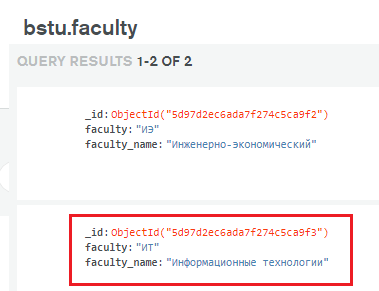 bstu.faculty
QUERY RESULTS 1-2 OF 2
_id:ObjectId("5d97d2ec6ada7f274c5ca9f2")
faculty:"ИЭ"
faculty_name:"Инженерно-экономический"
_id:ObjectId("5d97d2ec6ada7f274c5ca9f3")
faculty:"ИТ"
faculty_name:"Информационные технологии"